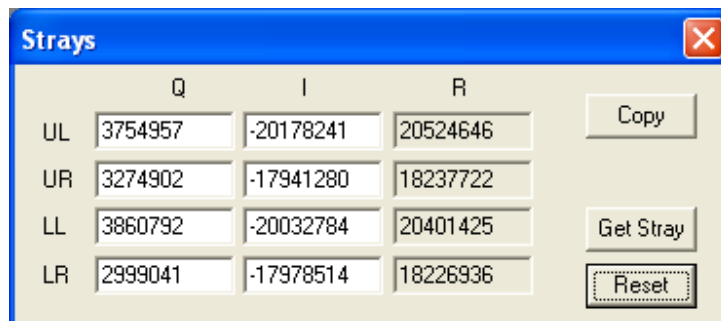 Strays
Q I R
Copy
UL 3754957 -20178241 20524646
UR 3274902 -17941280 18237722
LL 3860792 -20032784 20401425
Get Stray
LR 2999041 -17978514 18226936
Reset